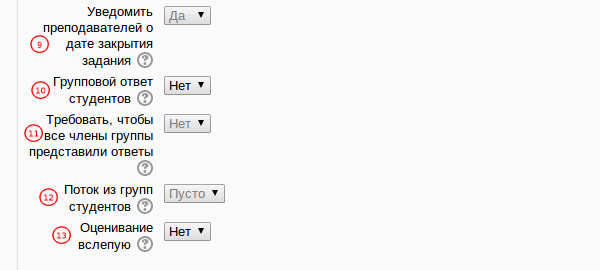 Уведомить
преподавателей о
9 дате закрытия
задания ?
Да ▼
10 Групповой ответ
студентов ?
Нет ▼
Требовать, чтобы
11 все члены группы
представили ответы
?
Нет ▼
12 Поток из групп
студентов ?
Пусто ▼
13 Оценивание
вслепую ?
Нет ▼